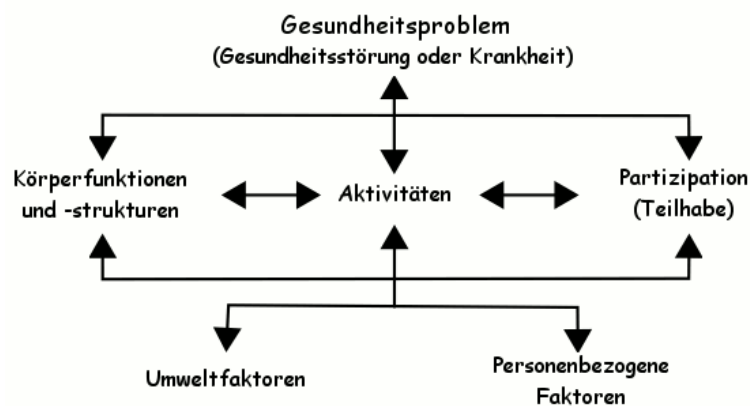 Gesundheitsproblem
(Gesundheitsstörung oder Krankheit)
Körperfunktionen
und -strukturen
Aktivitäten
Partizipation
(Teilhabe)
Umweltfaktoren
Personenbezogene
Faktoren